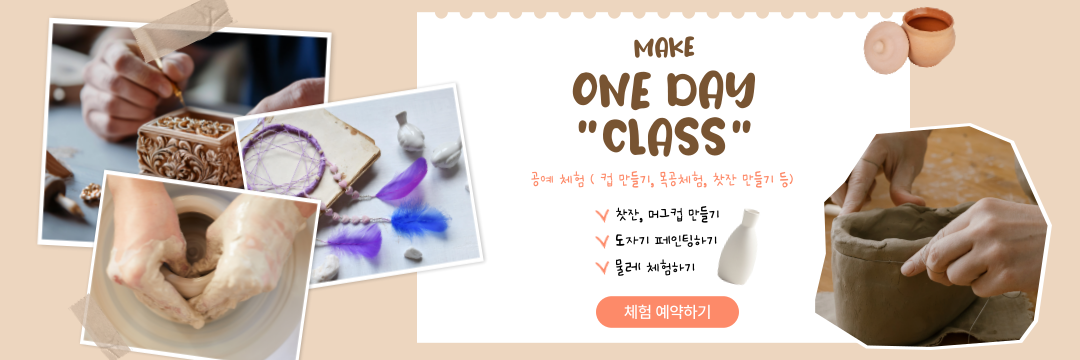 MAKE
ONE DAY
"CLASS"
공예 체험 ( 컵 만들기, 목공체험, 찻잔 만들기 등)
찻잔, 머그컵 만들기
도자기 페인팅하기
물레 체험하기
체험 예약하기